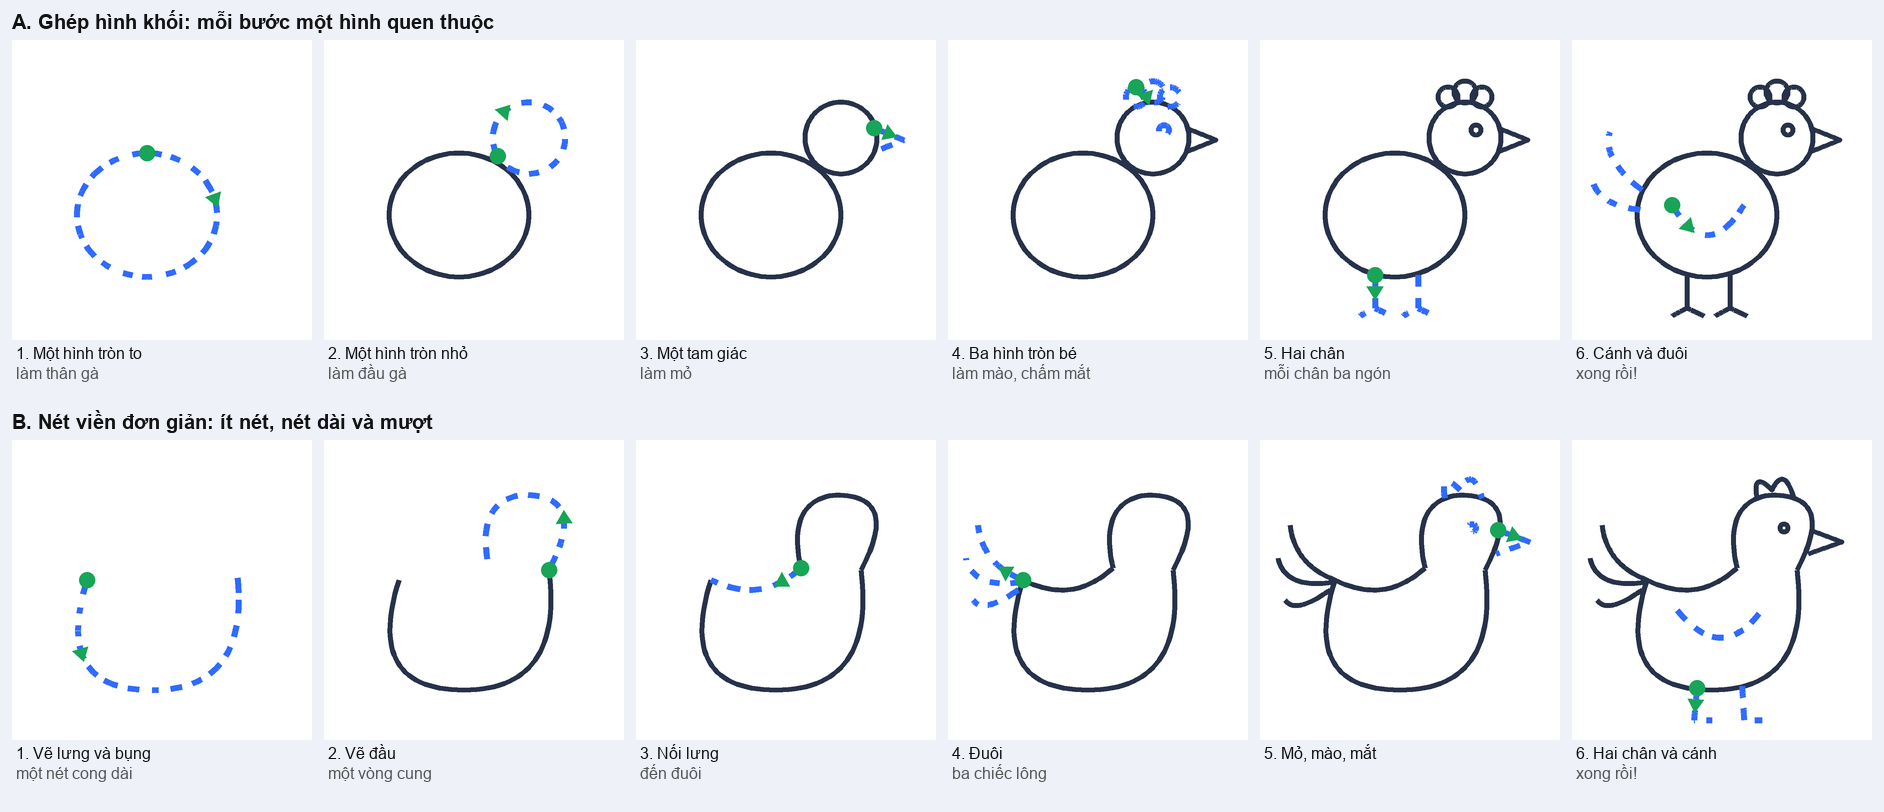 A. Ghép hình khối: mỗi bước một hình quen thuộc
1. Một hình tròn to
làm thân gà
2. Một hình tròn nhỏ
làm đầu gà
3. Một tam giác
làm mỏ
4. Ba hình tròn bé
làm mào, chấm mắt
5. Hai chân
mỗi chân ba ngón
6. Cánh và đuôi
xong rồi!
B. Nét viền đơn giản: ít nét, nét dài và mượt
1. Vẽ lưng và bụng
một nét cong dài
2. Vẽ đầu
một vòng cung
3. Nối lưng
đến đuôi
4. Đuôi
ba chiếc lông
5. Mỏ, mào, mắt
6. Hai chân và cánh
xong rồi!